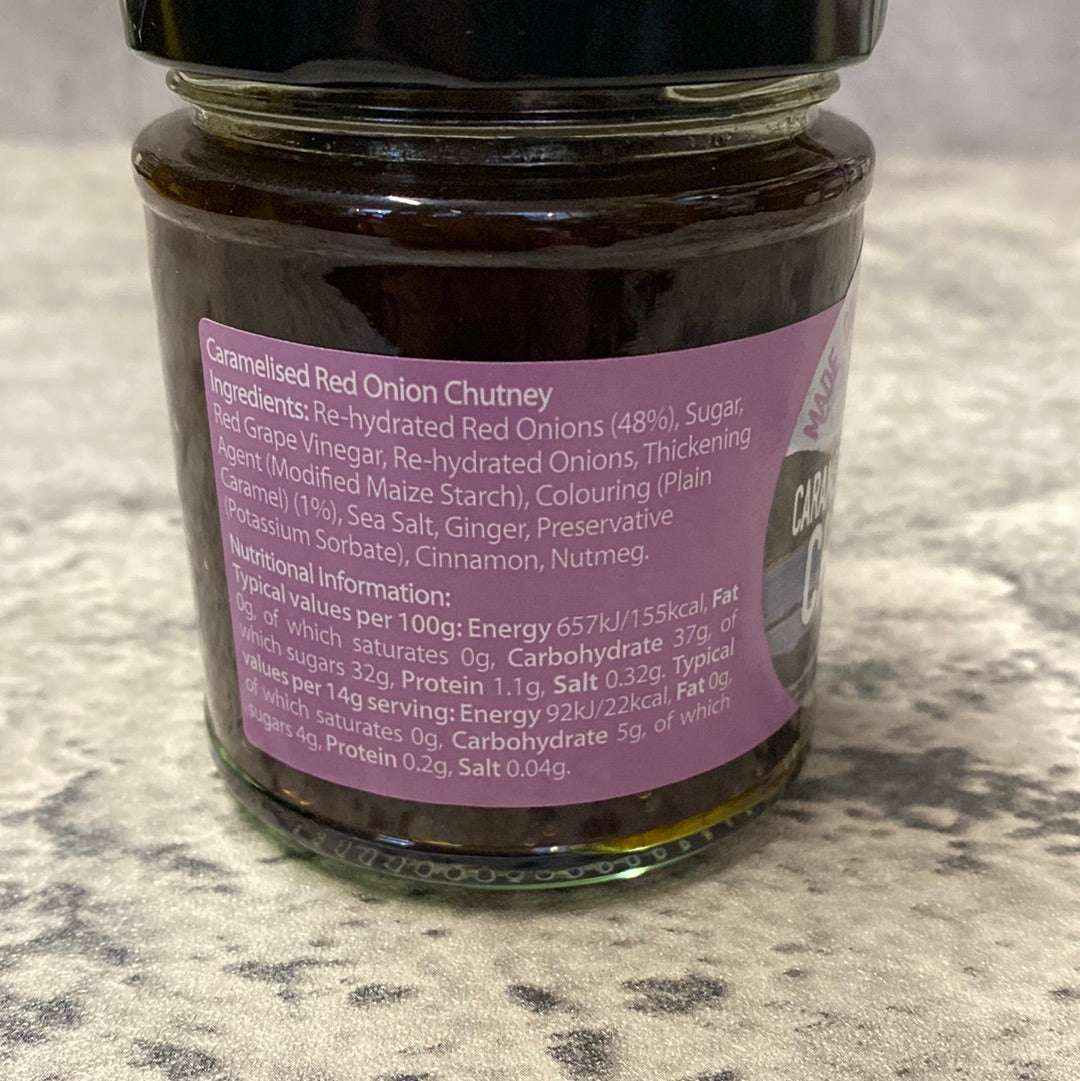 Caramelised Red Onion Chutney
Ingredients: Re-hydrated Red Onions (48%), Sugar,
Red Grape Vinegar, Re-hydrated Onions, Thickening
Agent (Modified Maize Starch), Colouring (Plain
Caramel) (1%), Sea Salt, Ginger, Preservative
(Potassium Sorbate), Cinnamon, Nutmeg.
Nutritional Information:
Typical values per 100g: Energy 657kJ/155kcal, Fat
0g, of which saturates 0g, Carbohydrate 37g, of
which sugars 32g, Protein 1.1g, Salt 0.32g. Typical
values per 14g serving: Energy 92kJ/22kcal, Fat 0g,
of which saturates 0g, Carbohydrate 5g, of which
sugars 4g, Protein 0.2g, Salt 0.04g.
MADE